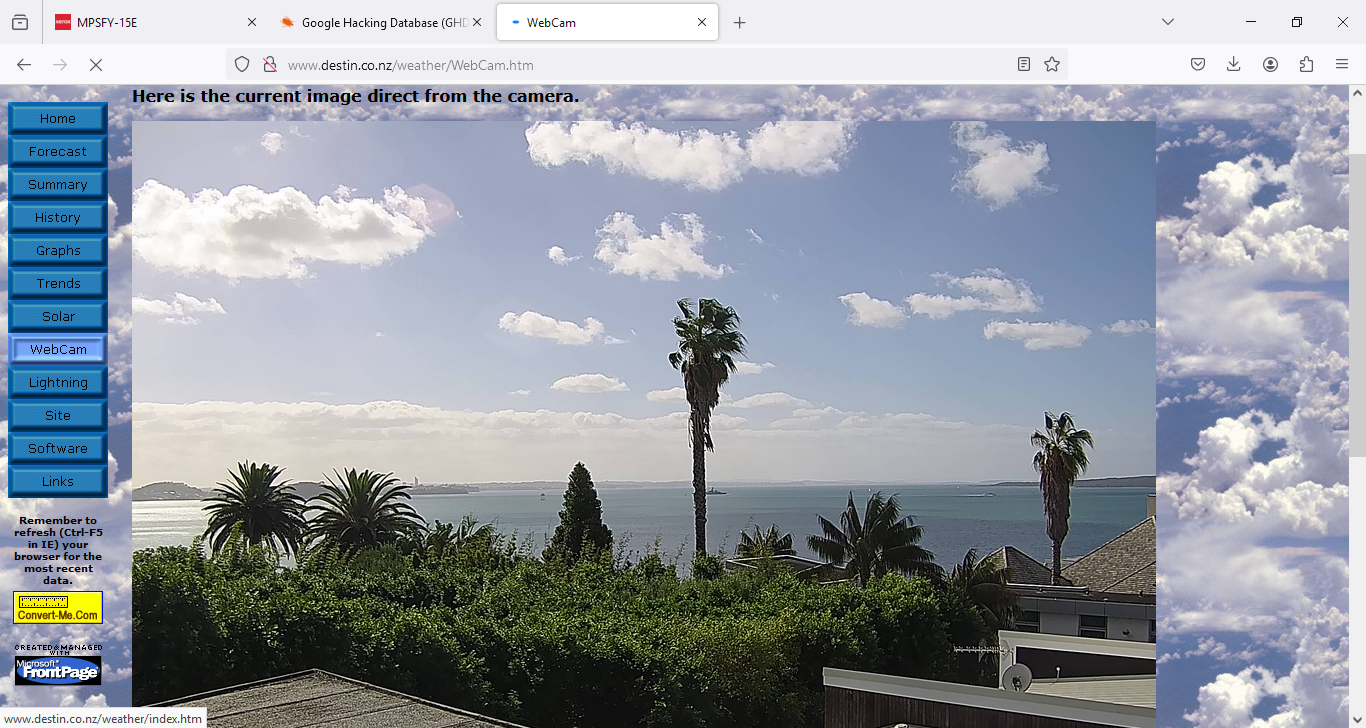 MPSFY-15E
Google Hacking Database (GHD
WebCam
www.destin.co.nz/weather/WebCam.htm
Here is the current image direct from the camera.
Home
Forecast
Summary
History
Graphs
Trends
Solar
WebCam
Lightning
Site
Software
Links
Remember to
refresh (Ctrl-F5
in IE) your
browser for the
most recent
data.
Convert-Me.Com
CREATED & MANAGED
WITH
Microsoft®
FrontPage
www.destin.co.nz/weather/index.htm